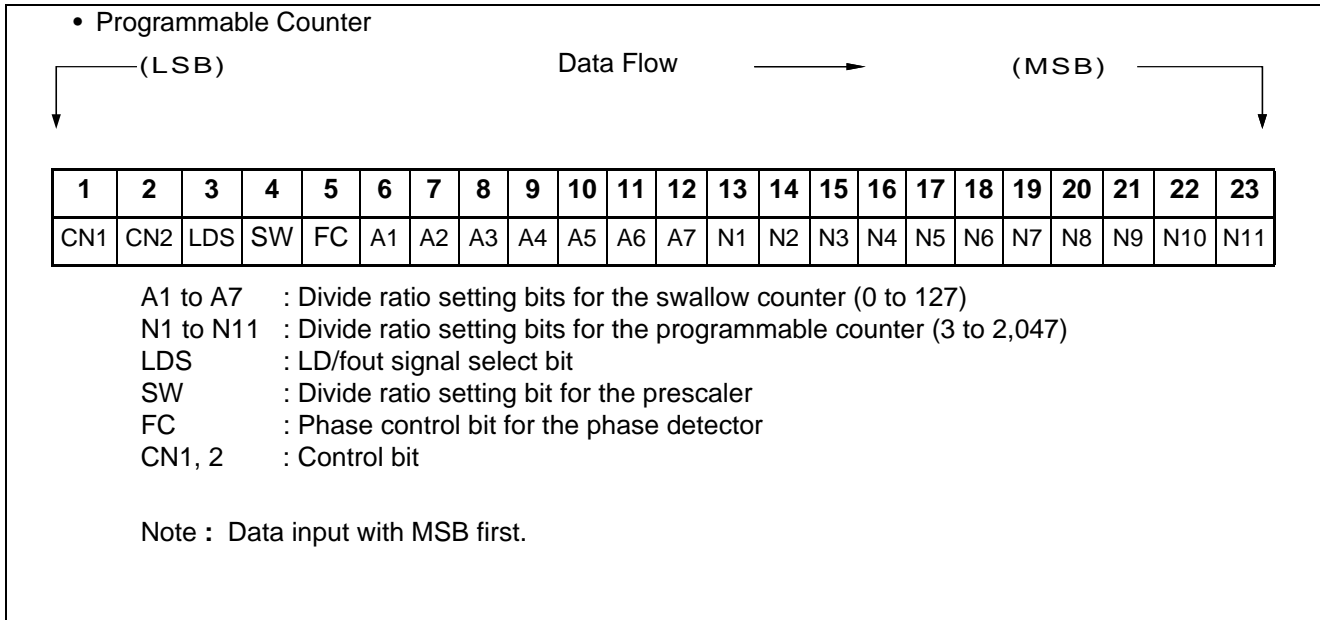 • Programmable Counter
(LSB) Data Flow (MSB)
1 2 3 4 5 6 7 8 9 10 11 12 13 14 15 16 17 18 19 20 21 22 23
CN1 CN2 LDS SW FC A1 A2 A3 A4 A5 A6 A7 N1 N2 N3 N4 N5 N6 N7 N8 N9 N10 N11
A1 to A7 : Divide ratio setting bits for the swallow counter (0 to 127)
N1 to N11 : Divide ratio setting bits for the programmable counter (3 to 2,047)
LDS : LD/fout signal select bit
SW : Divide ratio setting bit for the prescaler
FC : Phase control bit for the phase detector
CN1, 2 : Control bit
Note : Data input with MSB first.